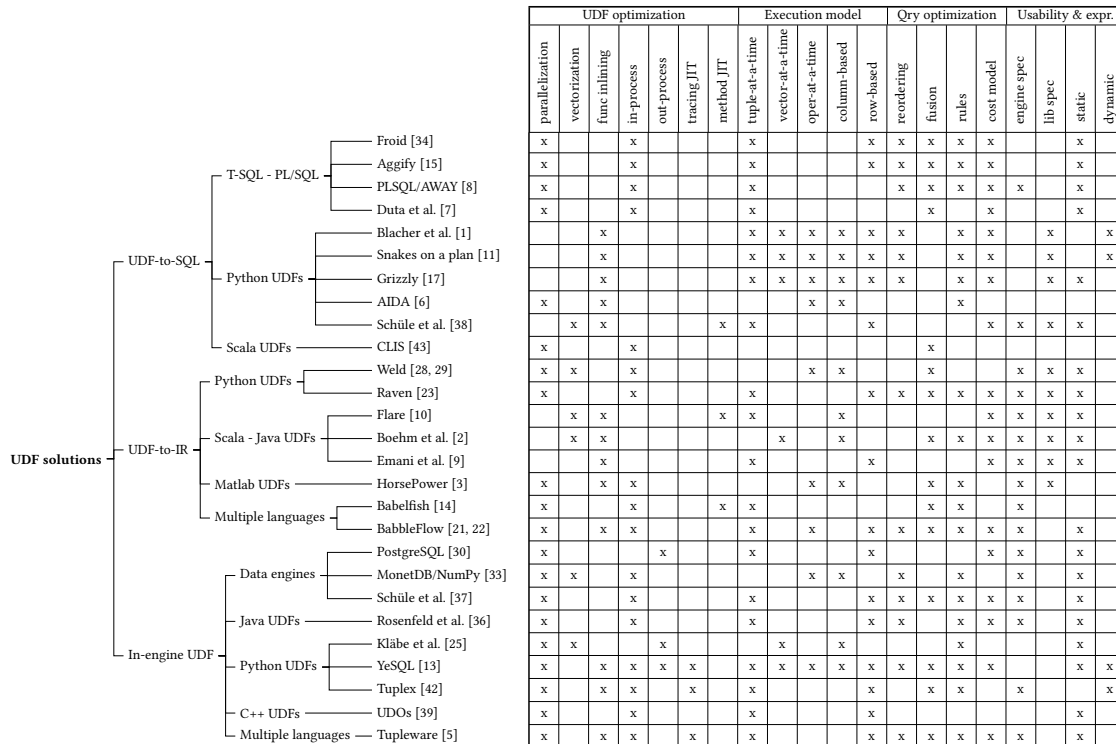 UDF optimization Execution model Qry optimization Usability & expr.
parallelization
vectorization
func inlining
in-process
out-process
tracing JIT
method JIT
tuple-at-a-time
vector-at-a-time
oper-at-a-time
column-based
row-based
reordering
fusion
rules
cost model
engine spec
lib spec
static
dynamic
Froid [34] x x x x x x x x x
T-SQL - PL/SQL Aggify [15] x x x x x x x x x
PLSQL/AWAY [8] x x x x x x x x x
Duta et al. [7] x x x x x x
Blacher et al. [1] x x x x x x x x x x x
UDF-to-SQL Snakes on a plan [11] x x x x x x x x x x x
Python UDFs Grizzly [17] x x x x x x x x x x x
AIDA [6] x x x x x
Schüle et al. [38] x x x x x x x x x
Scala UDFs CLIS [43] x x x
Weld [28, 29] x x x x x x x x x
Python UDFs
Raven [23] x x x x x x x x x x x
Flare [10] x x x x x x x x x
Scala - Java UDFs Boehm et al. [2] x x x x x x x x x x
UDF solutions UDF-to-IR Emani et al. [9] x x x x x x x
Matlab UDFs HorsePower [3] x x x x x x x x x
Babelfish [14] x x x x x x x
Multiple languages
BabbleFlow [21, 22] x x x x x x x x x x x x
PostgreSQL [30] x x x x x x x
Data engines MonetDB/NumPy [33] x x x x x x x x x
Schüle et al. [37] x x x x x x x x x x
Java UDFs Rosenfeld et al. [36] x x x x x x x x x
In-engine UDF Kläbe et al. [25] x x x x x x x
Python UDFs YeSQL [13] x x x x x x x x x x x x x x x x
Tuplex [42] x x x x x x x x x x
C++ UDFs UDOs [39] x x x x x
Multiple languages Tupleware [5] x x x x x x x x x x x x